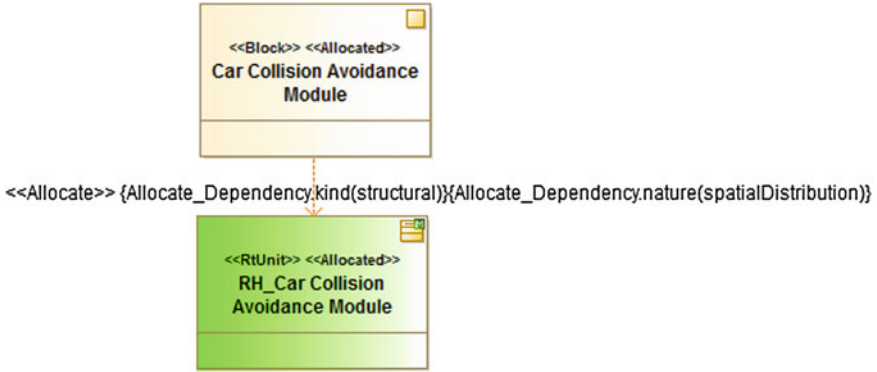 <<Block>> <<Allocated>>
Car Collision Avoidance
Module
<<Allocate>> {Allocate_Dependency.kind(structural)}{Allocate_Dependency.nature(spatialDistribution)}
<<RtUnit>> <<Allocated>>
RH_Car Collision
Avoidance Module